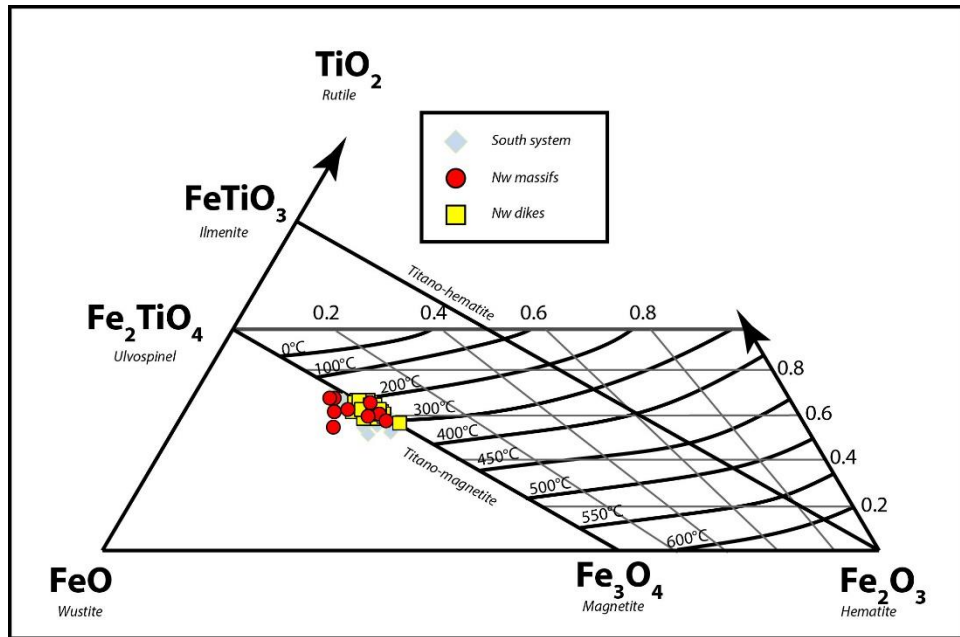 TiO2
Rutile
South system
Nw massifs
Nw dikes
FeTiO3
Ilmenite
Titano-hematite
Fe2TiO4
Ulvospinel
0.2
0.4
0.6
0.8
0°C
100°C
200°C
300°C
400°C
450°C
500°C
550°C
600°C
0.8
0.6
0.4
0.2
Titano-magnetite
FeO
Wustite
Fe3O4
Magnetite
Fe2O3
Hematite